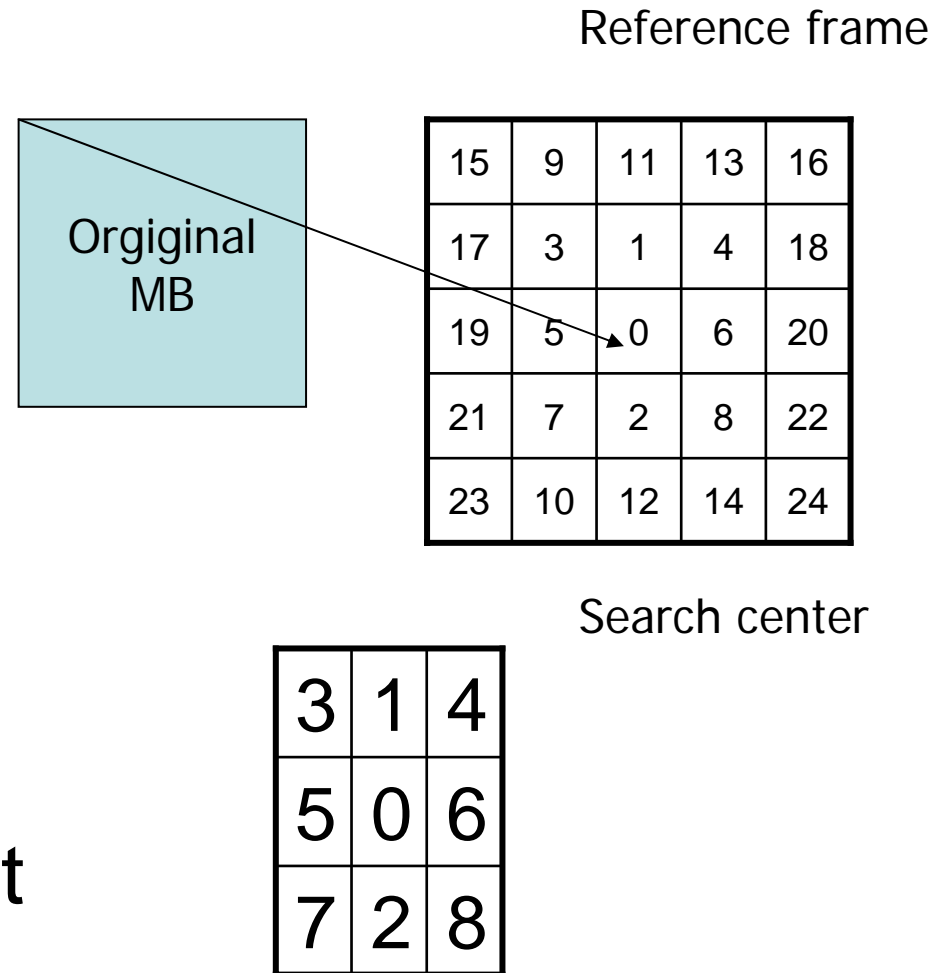 Reference frame
Orgiginal
MB
15 9 11 13 16
17 3 1 4 18
19 5 0 6 20
21 7 2 8 22
23 10 12 14 24
Search center
3 1 4
5 0 6
t
7 2 8